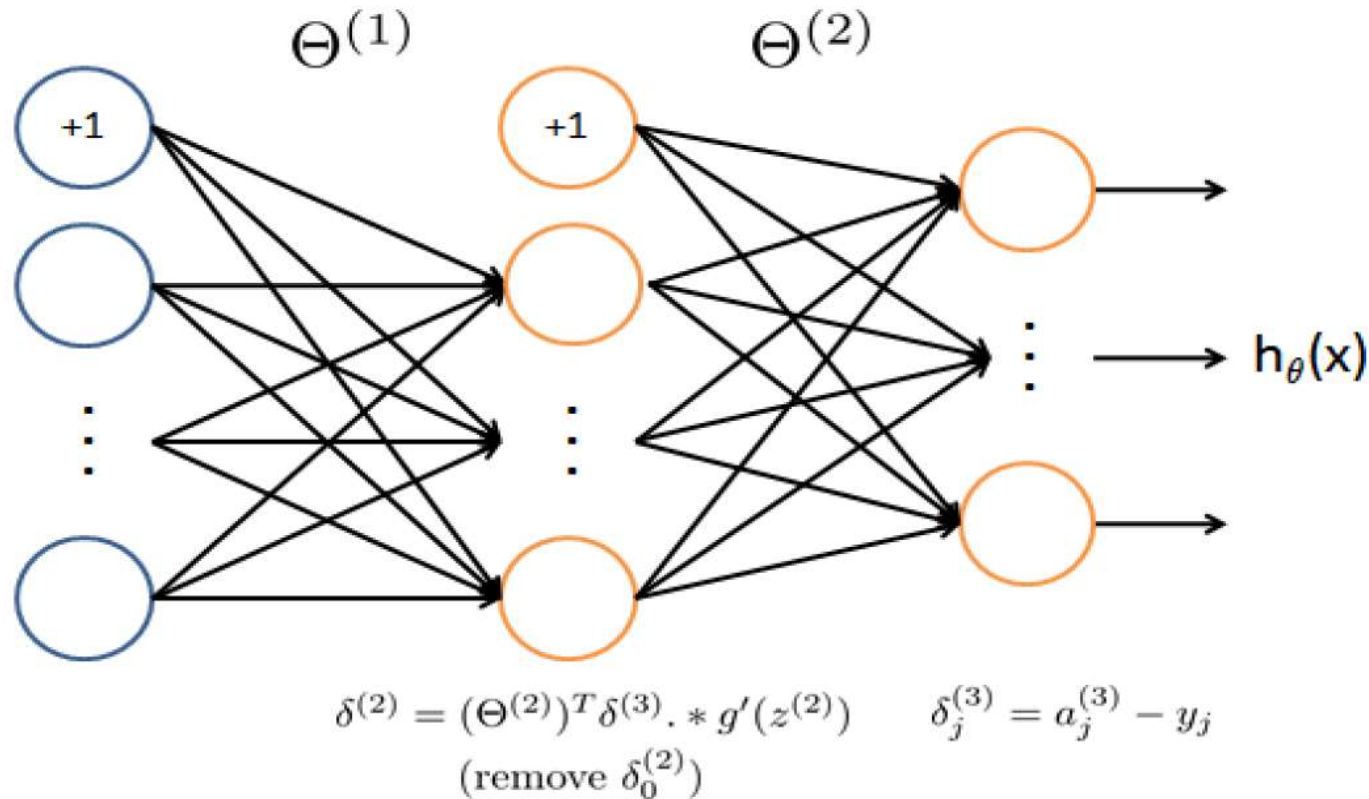 Θ^(1) Θ^(2)
+1 +1
⋮ ⋮ ⋮
h_θ(x)
δ^(2) = (Θ^(2))^T δ^(3). * g′(z^(2)) δ_j^(3) = a_j^(3) − y_j
(remove δ_0^(2))